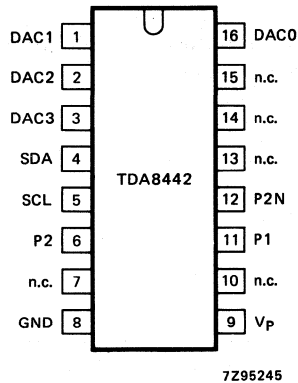 DAC1 1 16 DAC0
DAC2 2 15 n.c.
DAC3 3 14 n.c.
SDA 4 13 n.c.
TDA8442
SCL 5 12 P2N
P2 6 11 P1
n.c. 7 10 n.c.
GND 8 9 VP
7Z95245